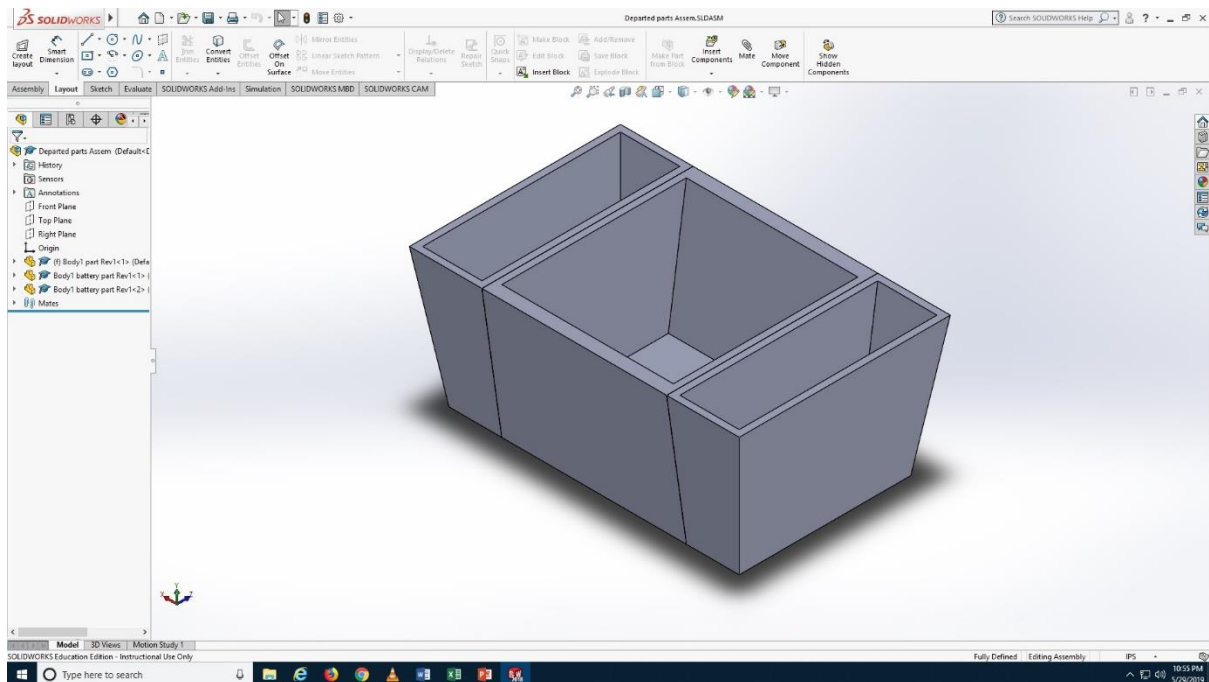 SOLIDWORKS
Departed parts Assem.SLDASM
Search SOLIDWORKS Help
Create layout
Smart Dimension
Trim Entities
Convert Entities
Offset Entities
Offset On Surface
Mirror Entities
Linear Sketch Pattern
Move Entities
Display/Delete Relations
Repair Sketch
Quick Snaps
Make Block
Edit Block
Insert Block
Add/Remove
Save Block
Explode Block
Make Part from Block
Insert Components
Mate
Move Component
Show Hidden Components
Assembly Layout Sketch Evaluate SOLIDWORKS Add-Ins Simulation SOLIDWORKS MBD SOLIDWORKS CAM
Departed parts Assem (Default<D
History
Sensors
Annotations
Front Plane
Top Plane
Right Plane
Origin
(f) Body1 part Rev1<1> (Defa
Body1 battery part Rev1<1> (
Body1 battery part Rev1<2> (
Mates
Model 3D Views Motion Study 1
SOLIDWORKS Education Edition - Instructional Use Only
Fully Defined Editing Assembly IPS
Type here to search
10:55 PM
5/29/2019